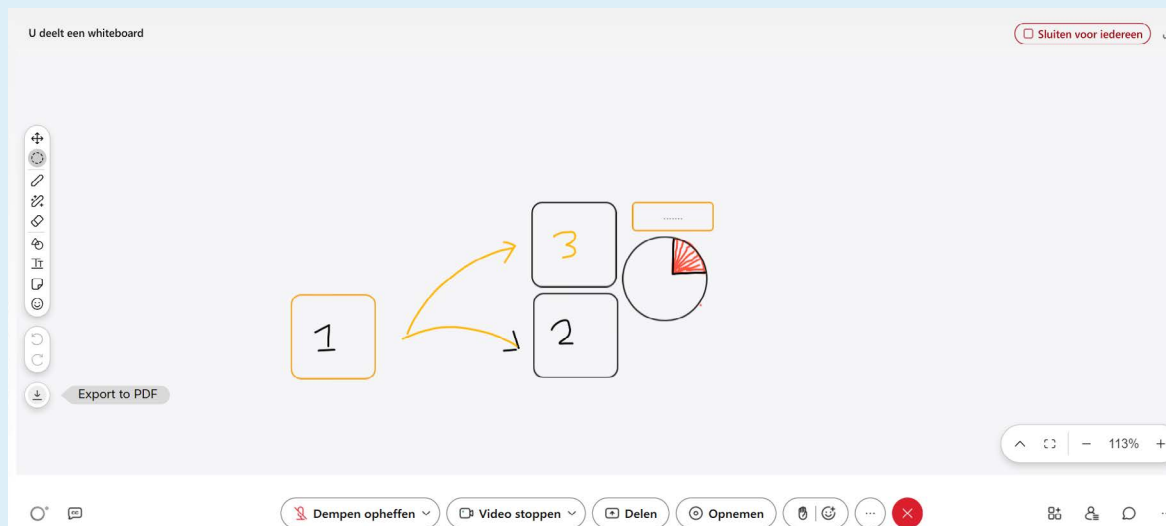 U deelt een whiteboard
Sluiten voor iedereen
.......
3
1
2
Export to PDF
113%
Dempen opheffen
Video stoppen
Delen
Opnemen